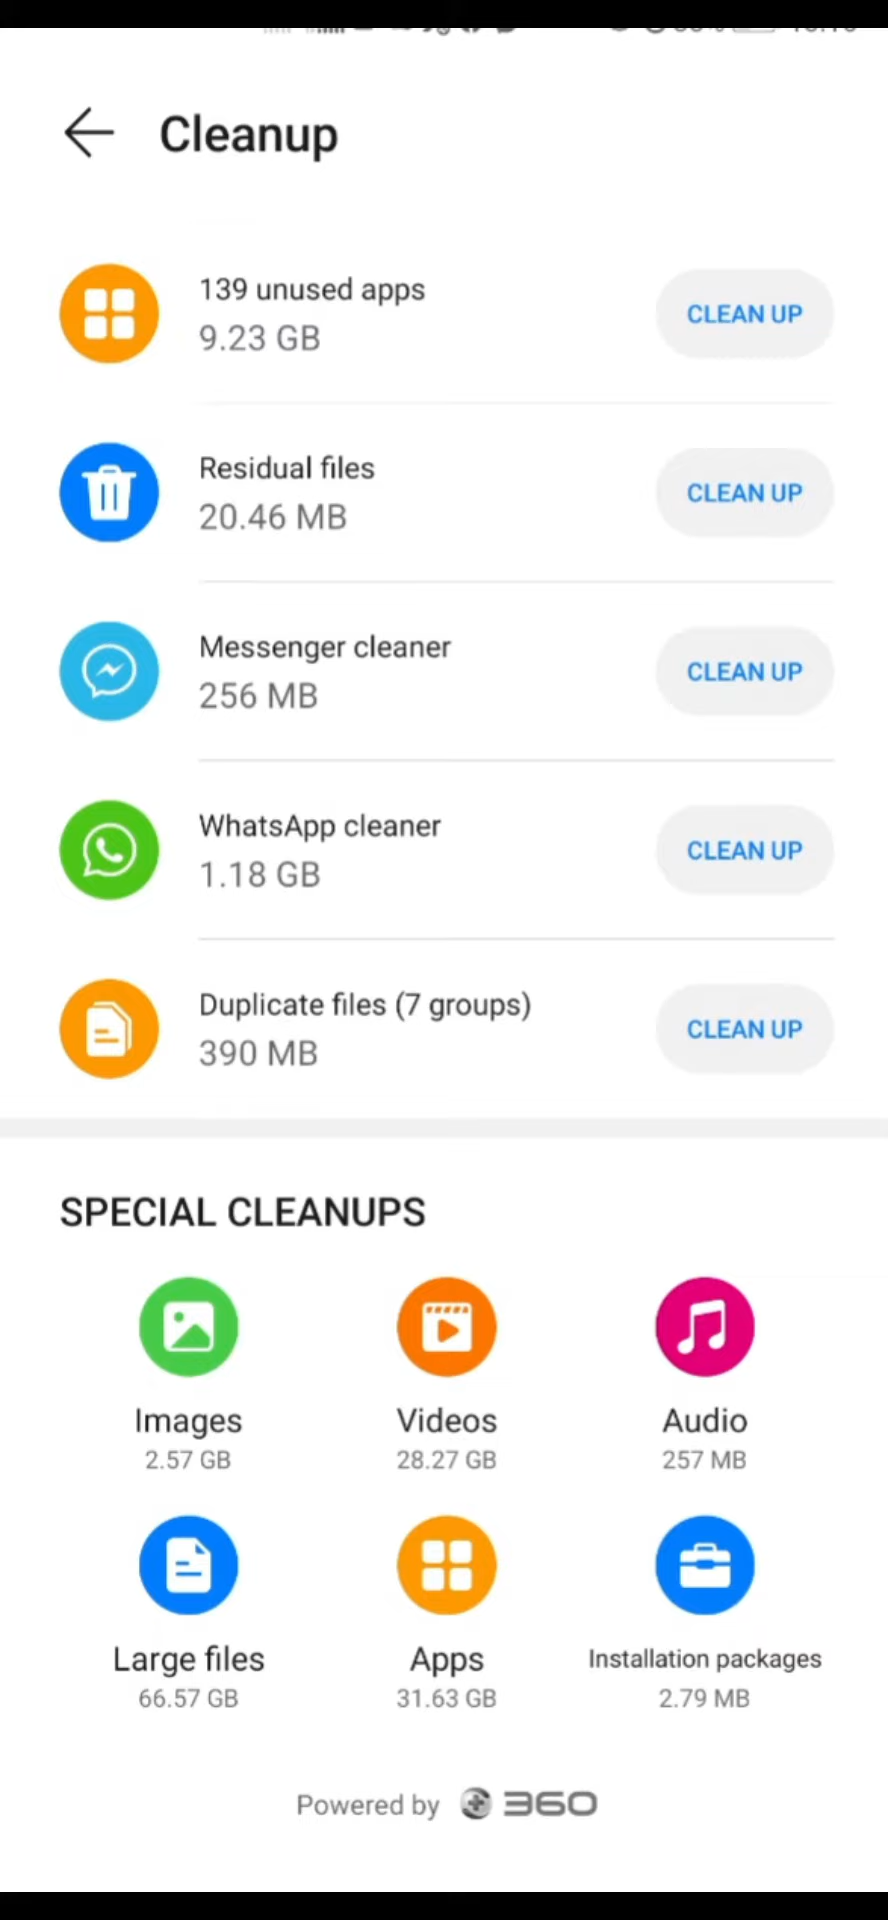 Cleanup
139 unused apps
9.23 GB
CLEAN UP
Residual files
20.46 MB
CLEAN UP
Messenger cleaner
256 MB
CLEAN UP
WhatsApp cleaner
1.18 GB
CLEAN UP
Duplicate files (7 groups)
390 MB
CLEAN UP
SPECIAL CLEANUPS
Images Videos Audio
2.57 GB 28.27 GB 257 MB
Large files Apps Installation packages
66.57 GB 31.63 GB 2.79 MB
Powered by 360